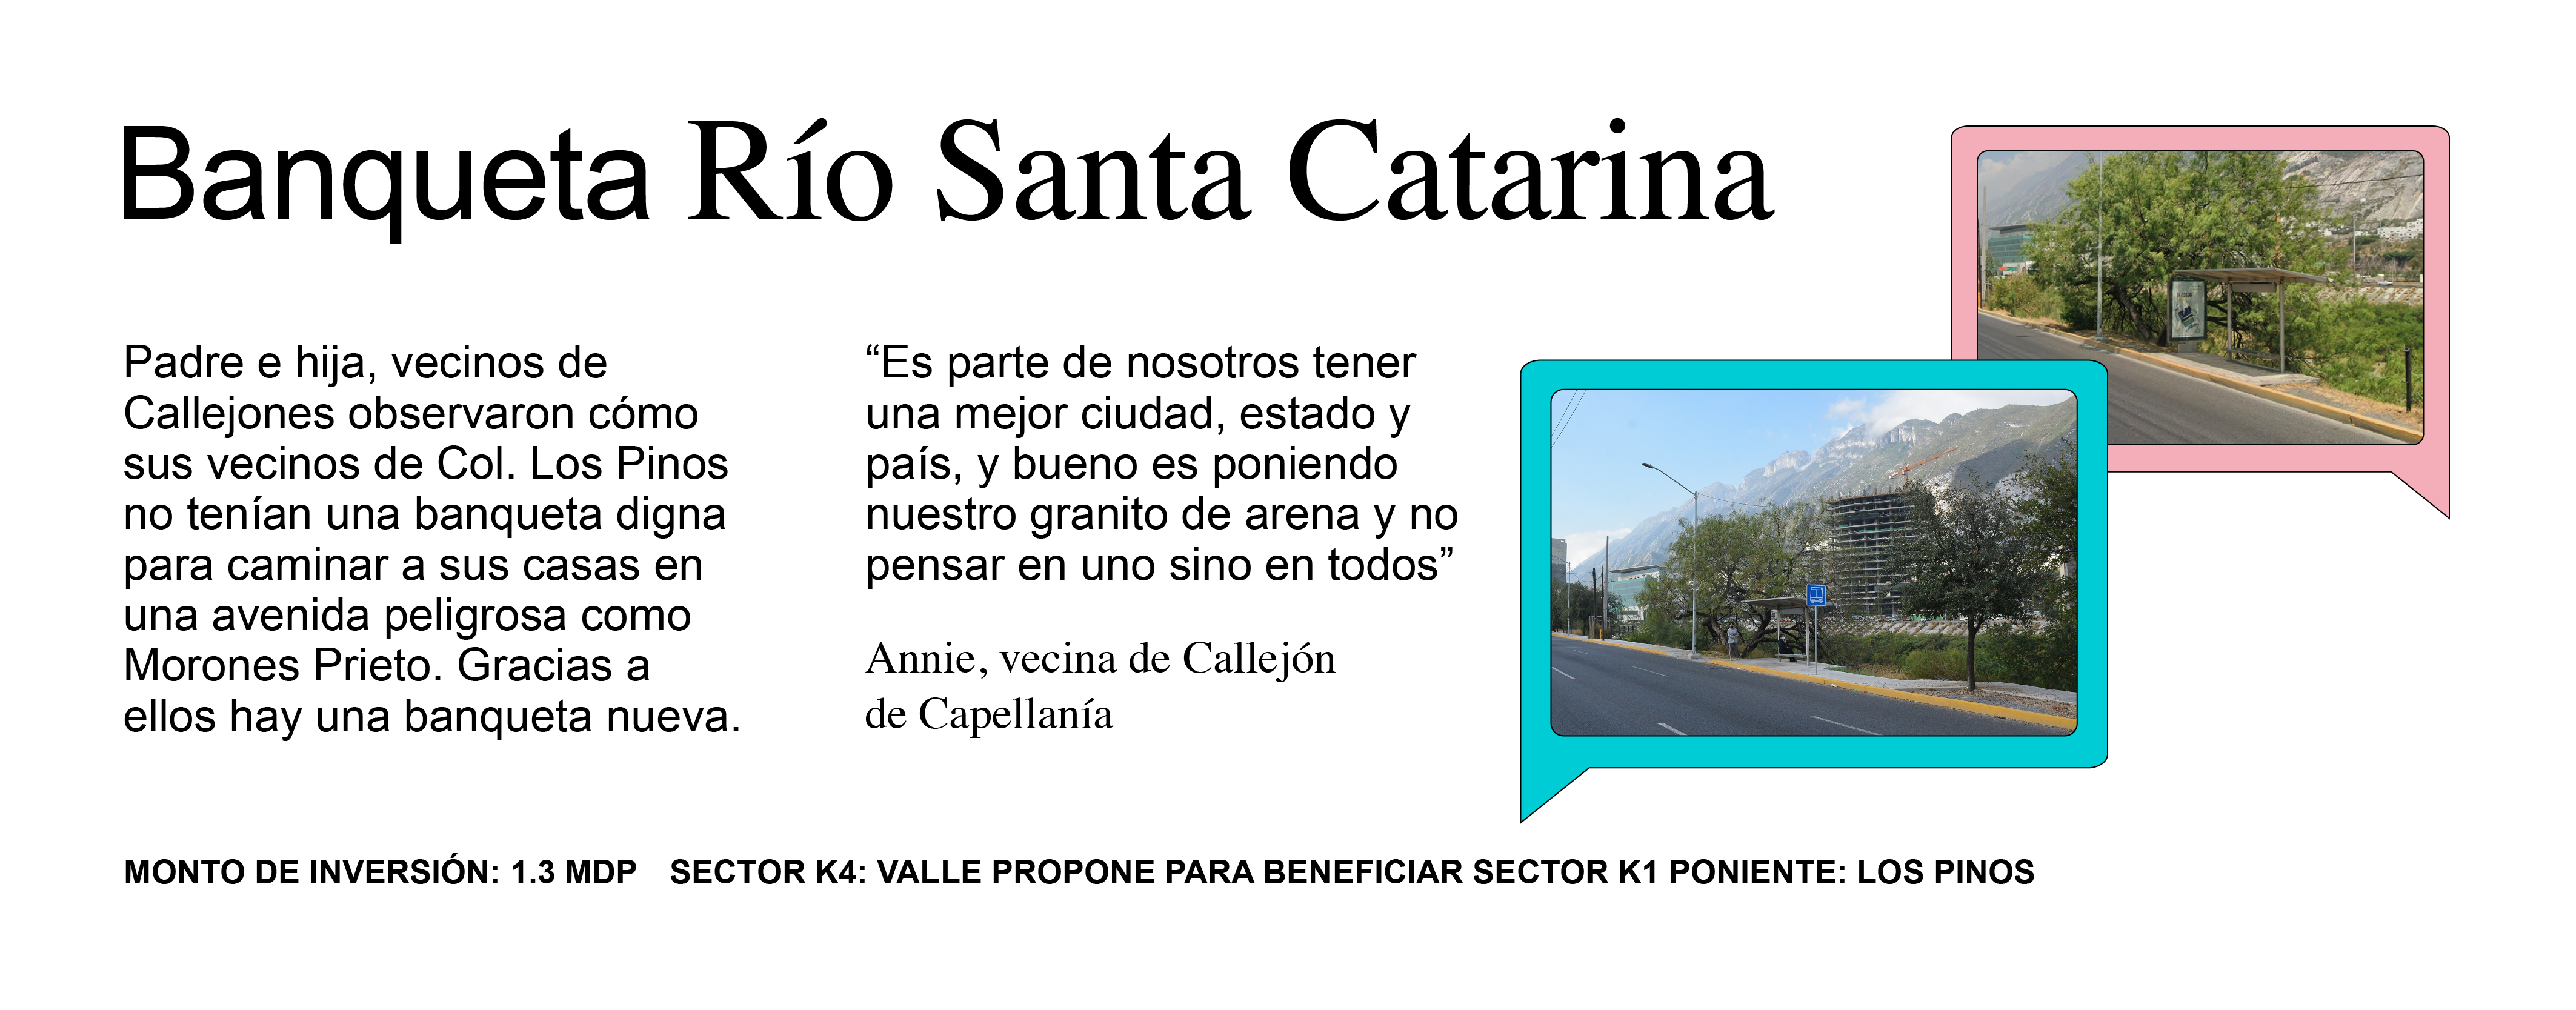 Banqueta Río Santa Catarina
Padre e hija, vecinos de
Callejones observaron cómo
sus vecinos de Col. Los Pinos
no tenían una banqueta digna
para caminar a sus casas en
una avenida peligrosa como
Morones Prieto. Gracias a
ellos hay una banqueta nueva.
“Es parte de nosotros tener
una mejor ciudad, estado y
país, y bueno es poniendo
nuestro granito de arena y no
pensar en uno sino en todos”
Annie, vecina de Callejón
de Capellanía
MONTO DE INVERSIÓN: 1.3 MDP SECTOR K4: VALLE PROPONE PARA BENEFICIAR SECTOR K1 PONIENTE: LOS PINOS